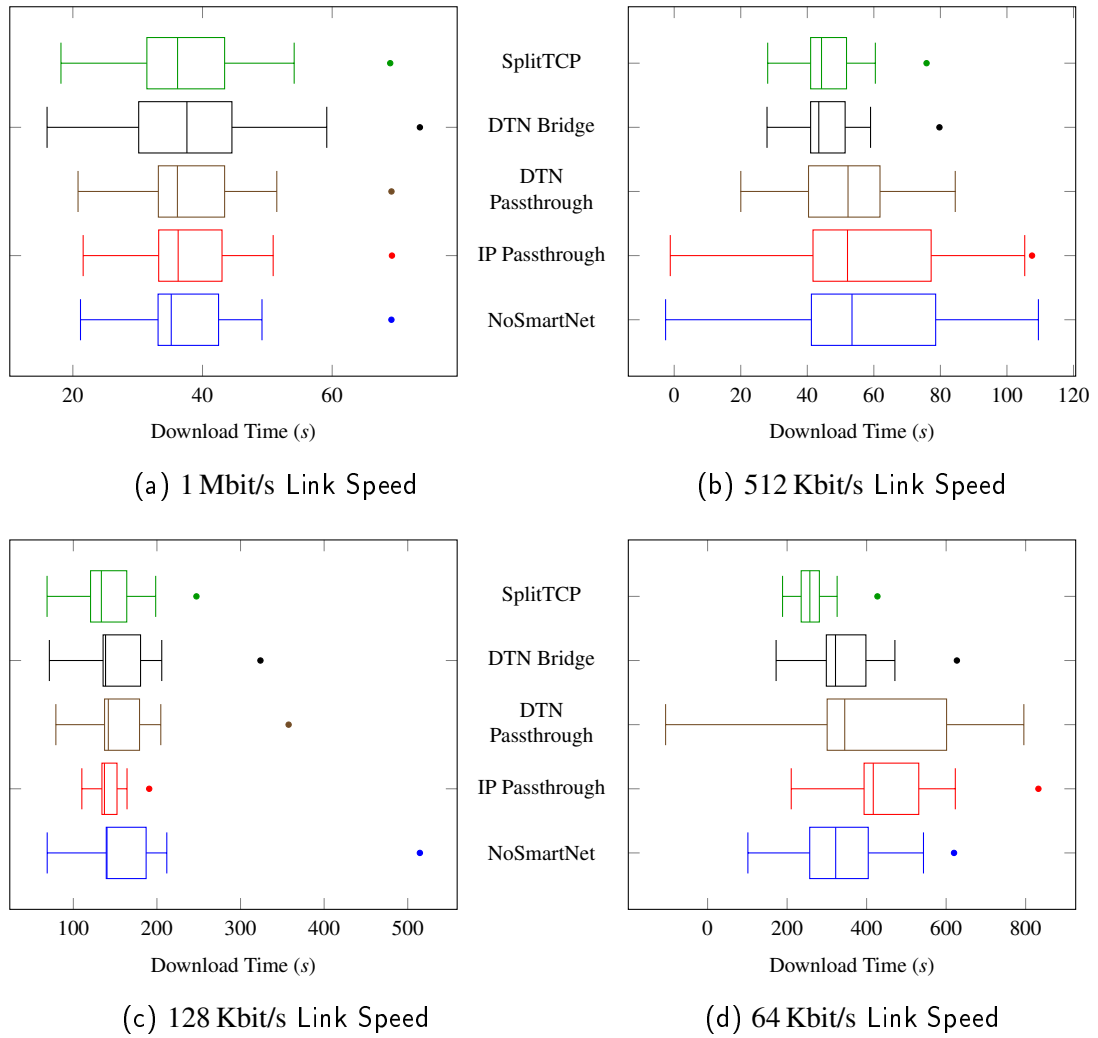 SplitTCP
DTN Bridge
DTN
Passthrough
IP Passthrough
NoSmartNet
20 40 60
0 20 40 60 80 100 120
Download Time (s)
Download Time (s)
(a) 1 Mbit/s Link Speed
(b) 512 Kbit/s Link Speed
SplitTCP
DTN Bridge
DTN
Passthrough
IP Passthrough
NoSmartNet
100 200 300 400 500
0 200 400 600 800
Download Time (s)
Download Time (s)
(c) 128 Kbit/s Link Speed
(d) 64 Kbit/s Link Speed